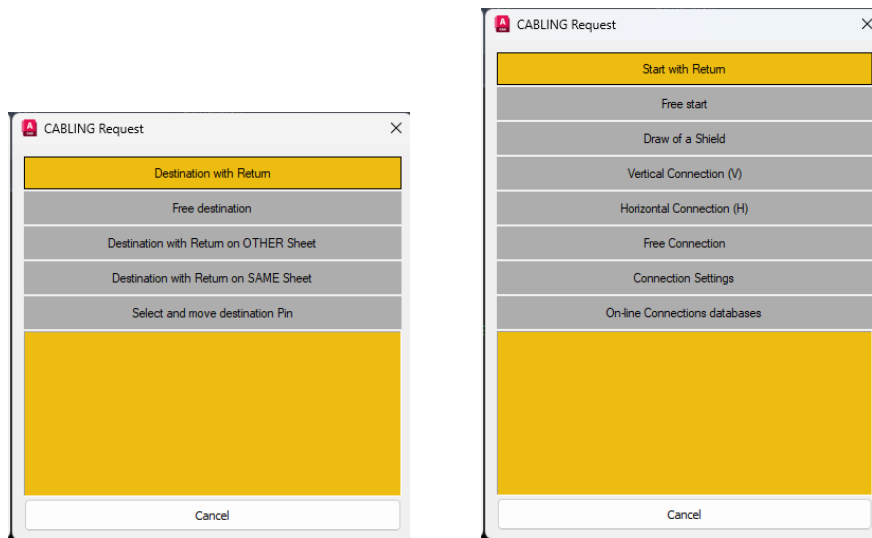 CABLING Request
Destination with Return
Free destination
Destination with Return on OTHER Sheet
Destination with Return on SAME Sheet
Select and move destination Pin
Cancel
CABLING Request
Start with Return
Free start
Draw of a Shield
Vertical Connection (V)
Horizontal Connection (H)
Free Connection
Connection Settings
On-line Connections databases
Cancel